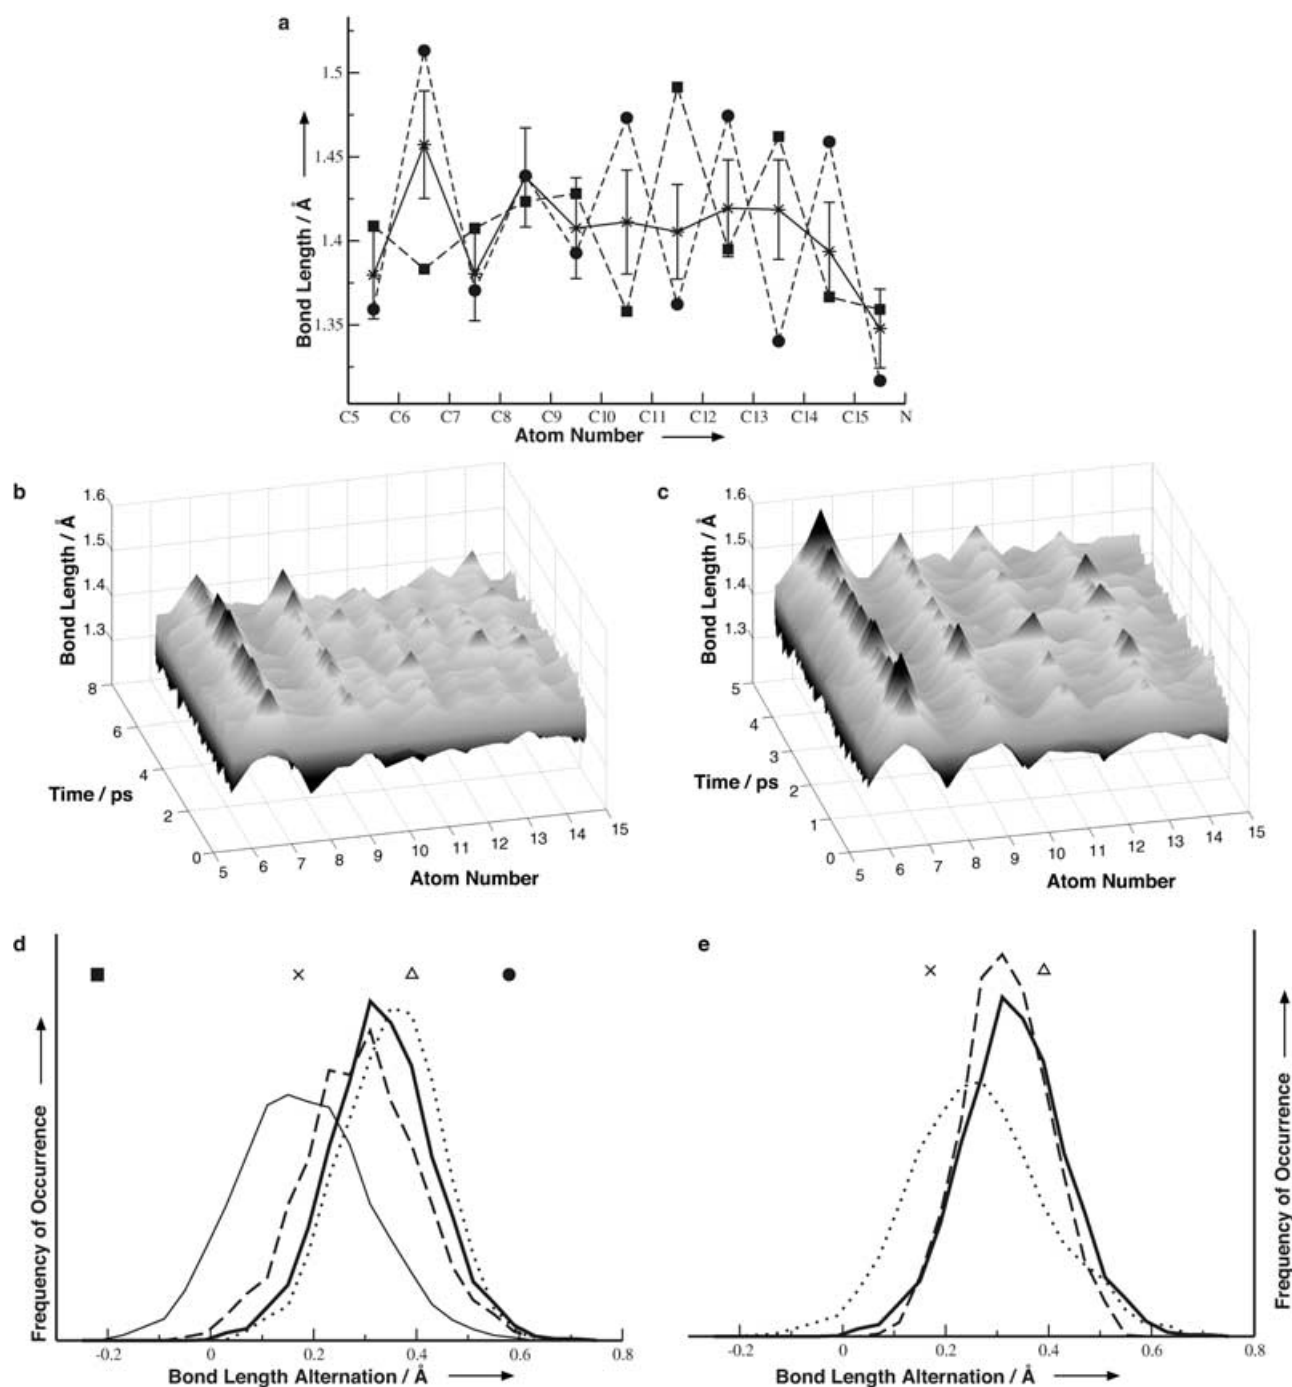 a
1.5
1.45
1.4
1.35
Bond Length / Å
C5 C6 C7 C8 C9 C10 C11 C12 C13 C14 C15 N
Atom Number
b
1.6
1.5
1.4
1.3
Bond Length / Å
8
6
4
2
0
Time / ps
5 6 7 8 9 10 11 12 13 14 15
Atom Number
c
1.6
1.5
1.4
1.3
Bond Length / Å
5
4
3
2
1
0
Time / ps
5 6 7 8 9 10 11 12 13 14 15
Atom Number
d
Frequency of Occurrence
-0.2 0 0.2 0.4 0.6 0.8
Bond Length Alternation / Å
e
Frequency of Occurrence
-0.2 0 0.2 0.4 0.6 0.8
Bond Length Alternation / Å